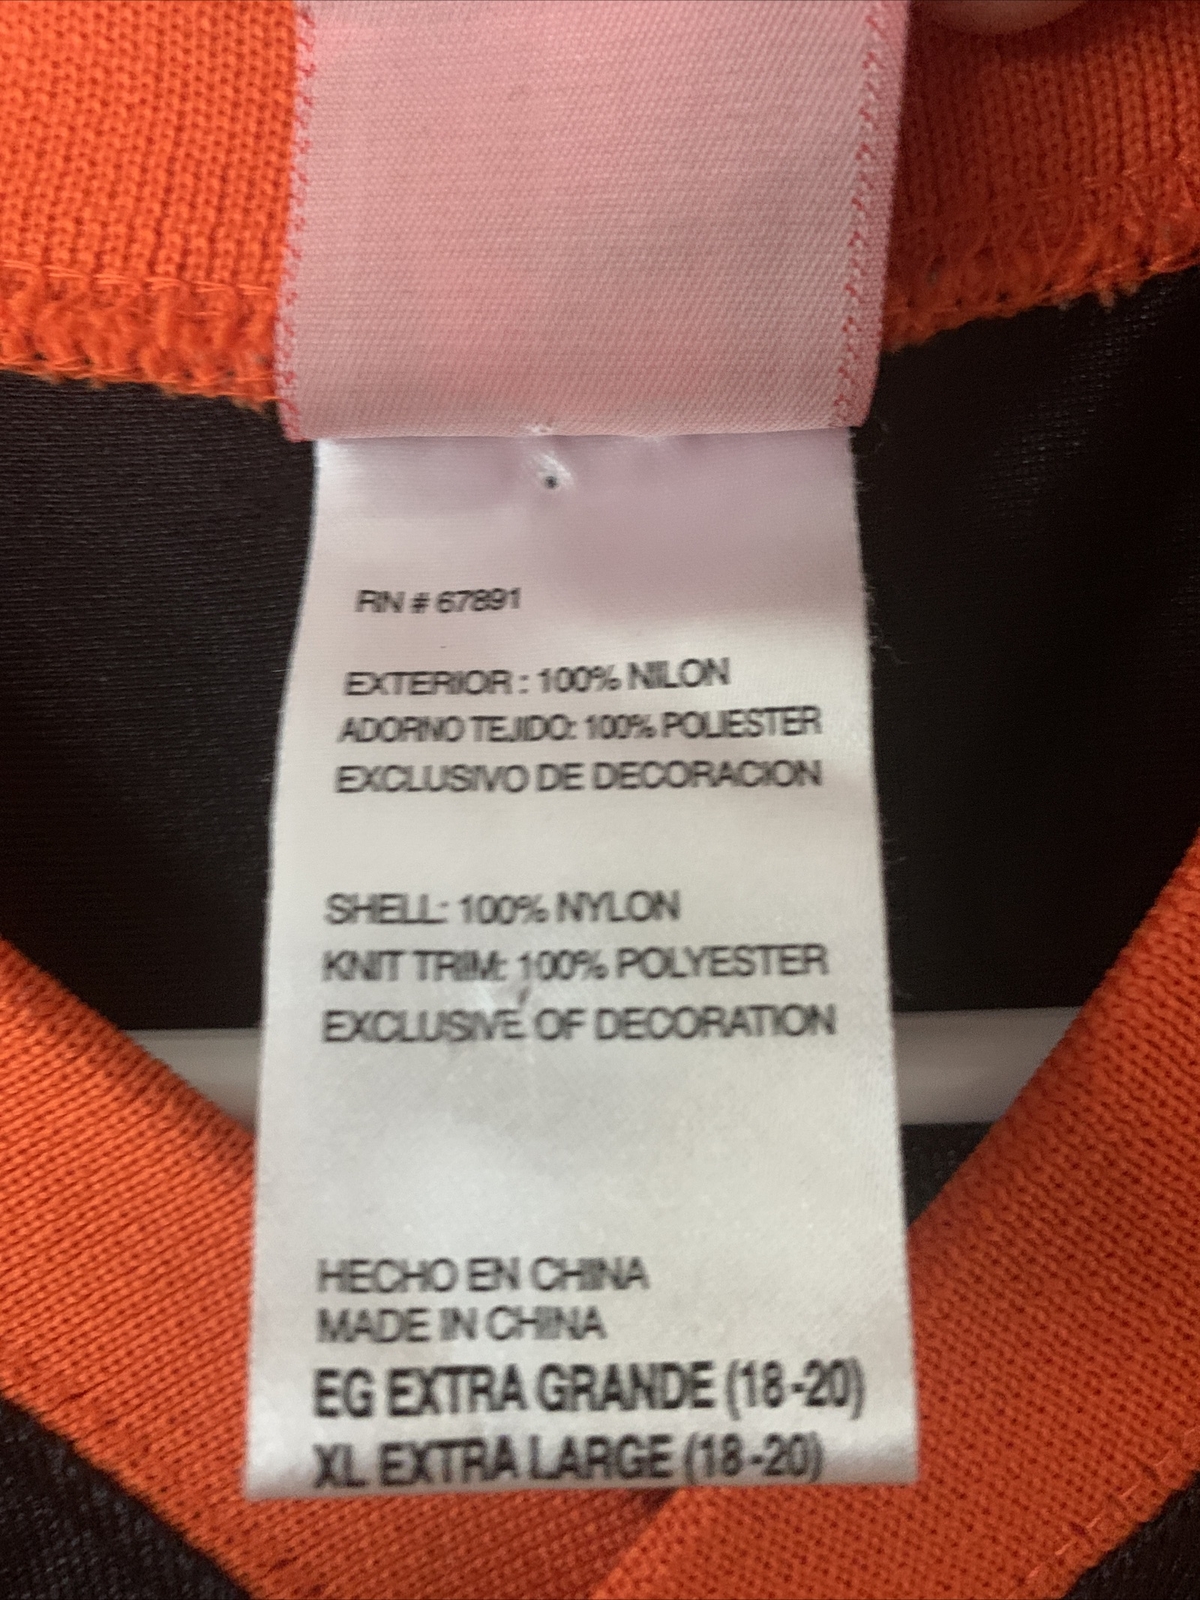 RN # 67891
EXTERIOR : 100% NILON
ADORNO TEJIDO: 100% POLIESTER
EXCLUSIVO DE DECORACION
SHELL: 100% NYLON
KNIT TRIM: 100% POLYESTER
EXCLUSIVE OF DECORATION
HECHO EN CHINA
MADE IN CHINA
EG EXTRA GRANDE (18-20)
XL EXTRA LARGE (18-20)